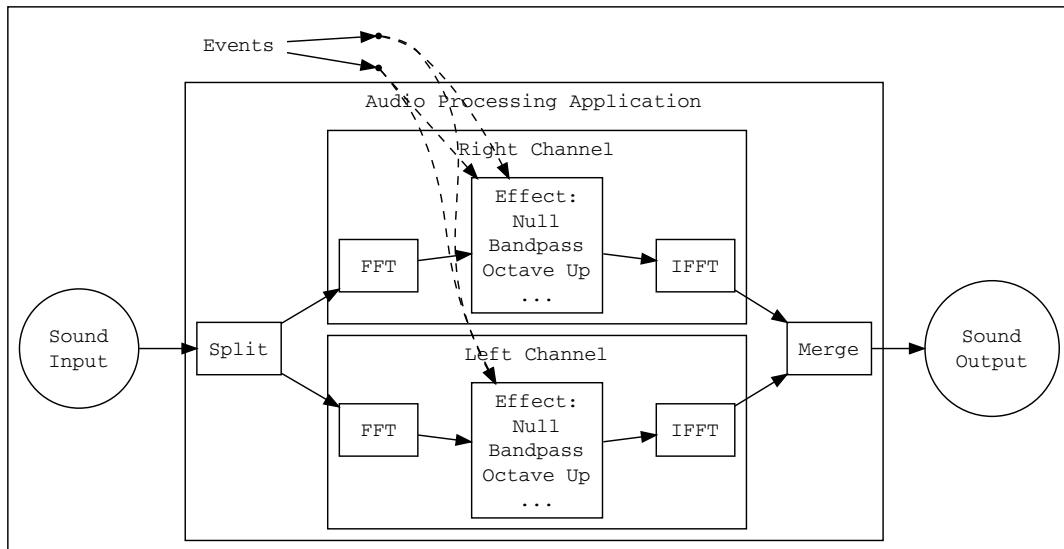 Events
Audio Processing Application
Right Channel
Effect:
Null
Bandpass
Octave Up
...
FFT
IFFT
Sound
Input
Split
Left Channel
Effect:
Null
Bandpass
Octave Up
...
FFT
IFFT
Merge
Sound
Output